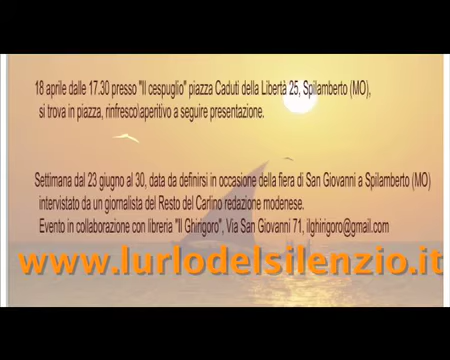 18 aprile dalle 17.30 presso "Il cespuglio" piazza Caduti della Libertà 25, Spilamberto (MO),
si trova in piazza, rinfresco\aperitivo a seguire presentazione.
Settimana dal 23 giugno al 30, data da definirsi in occasione della fiera di San Giovanni a Spilamberto (MO)
intervistato da un giornalista del Resto del Carlino redazione modenese.
Evento in collaborazione con libreria "Il Ghirigoro", Via San Giovanni 71, ilghirigoro@gmail.com
www.lurlodelsilenzio.it